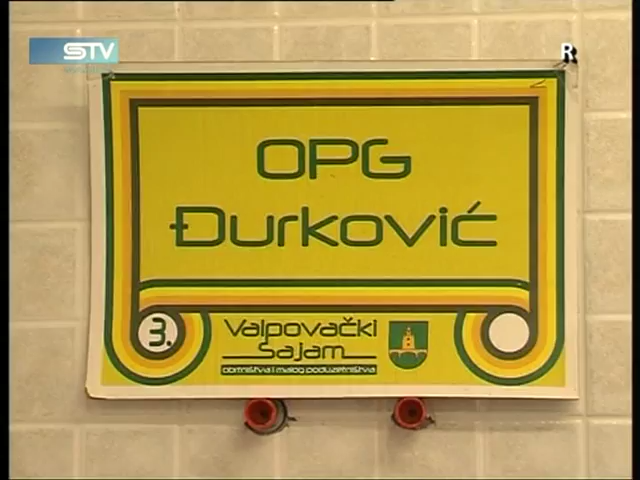 STV
R
OPG
Đurković
3.
Valpovački
Sajam
obrtništva i malog poduzetništva